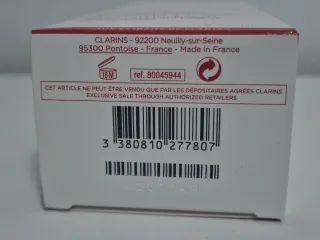 CLARINS - 92200 Neuilly-sur-Seine
95300 Pontoise - France - Made in France
18M
ref. 80045944
CET ARTICLE NE PEUT ÊTRE VENDU QUE PAR LES DÉPOSITAIRES AGRÉÉS CLARINS
EXCLUSIVE SALE THROUGH AUTHORIZED RETAILERS
3 380810 277807